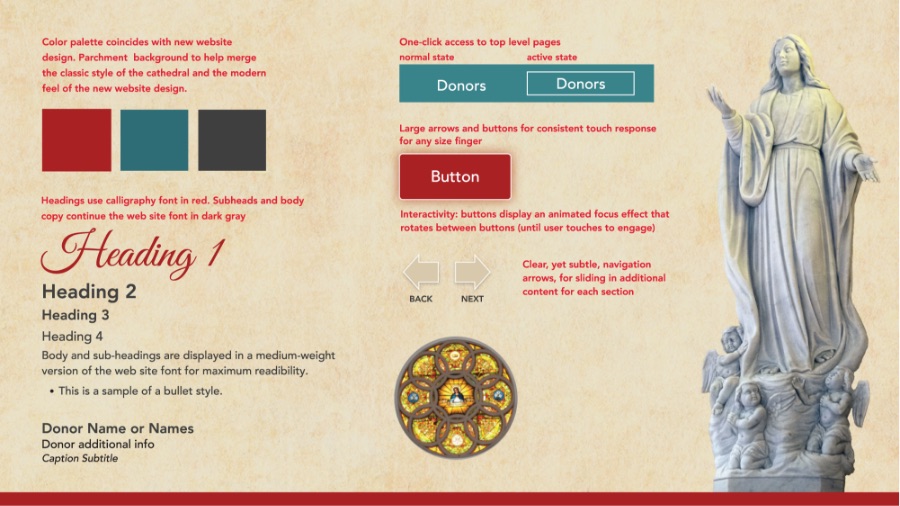 Color palette coincides with new website
design. Parchment background to help merge
the classic style of the cathedral and the modern
feel of the new website design.
Headings use calligraphy font in red. Subheads and body
copy continue the web site font in dark gray
Heading 1
Heading 2
Heading 3
Heading 4
Body and sub-headings are displayed in a medium-weight
version of the web site font for maximum readibility.
• This is a sample of a bullet style.
Donor Name or Names
Donor additional info
Caption Subtitle
One-click access to top level pages
normal state
active state
Donors
Donors
Large arrows and buttons for consistent touch response
for any size finger
Button
Interactivity: buttons display an animated focus effect that
rotates between buttons (until user touches to engage)
BACK
NEXT
Clear, yet subtle, navigation
arrows, for sliding in additional
content for each section